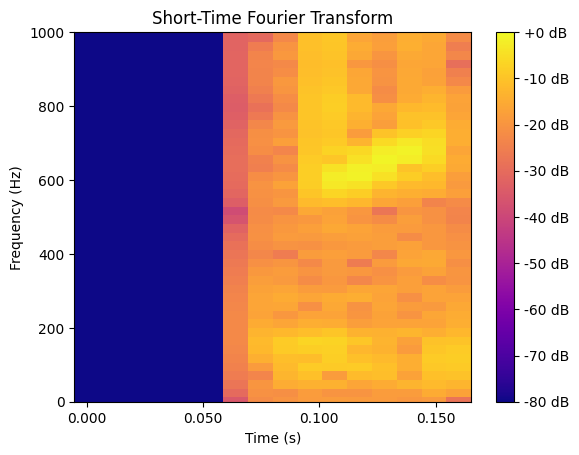 Short-Time Fourier Transform
Frequency (Hz)
1000
800
600
400
200
0
0.000
0.050
0.100
0.150
Time (s)
+0 dB
-10 dB
-20 dB
-30 dB
-40 dB
-50 dB
-60 dB
-70 dB
-80 dB